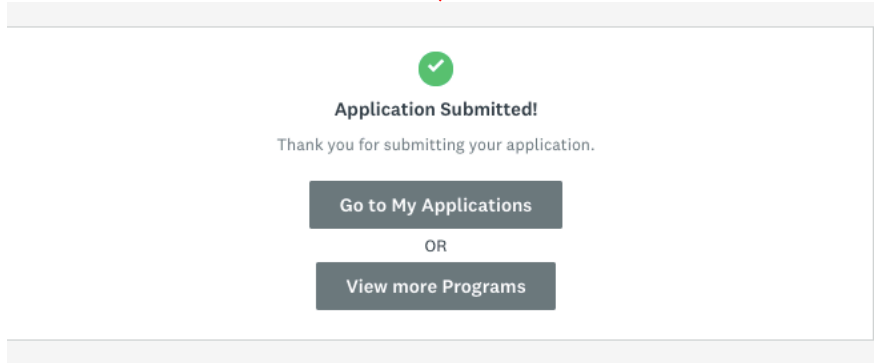 Application Submitted!
Thank you for submitting your application.
Go to My Applications
OR
View more Programs